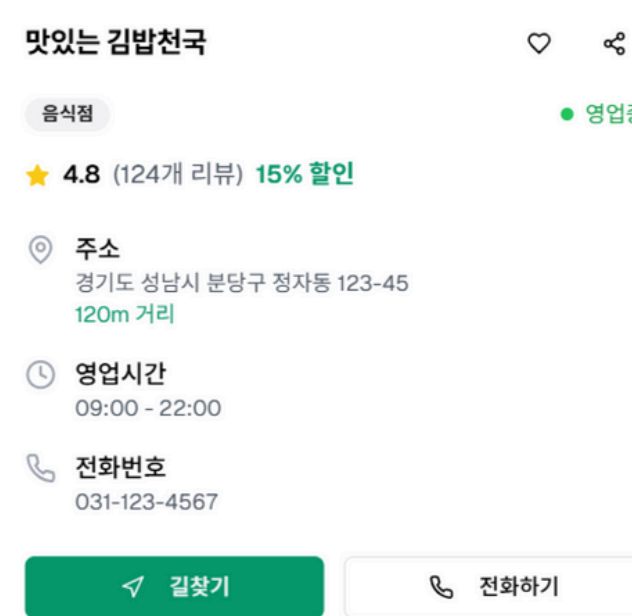 맛있는 김밥천국
음식점
영업
4.8 (124개 리뷰) 15% 할인
주소
경기도 성남시 분당구 정자동 123-45
120m 거리
영업시간
09:00 - 22:00
전화번호
031-123-4567
길찾기
전화하기